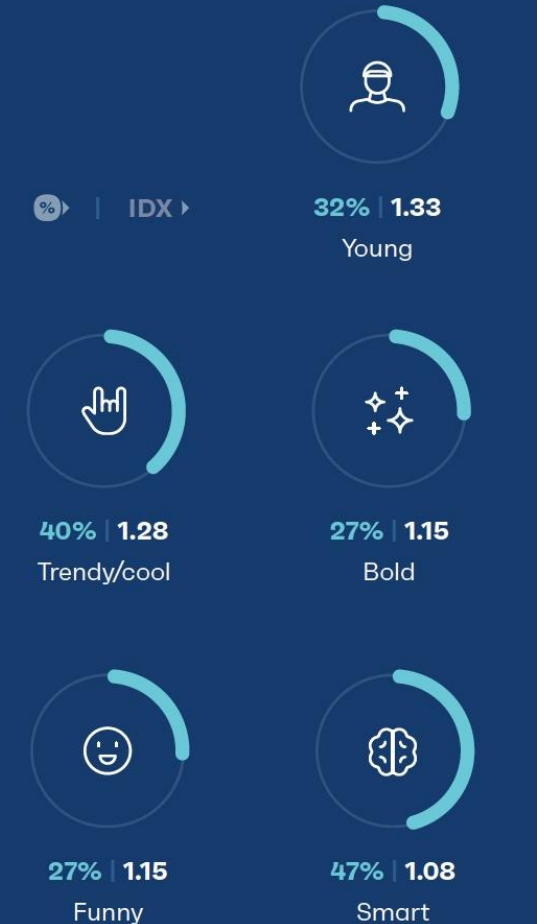 % | IDX
32% | 1.33
Young
40% | 1.28
Trendy/cool
27% | 1.15
Bold
27% | 1.15
Funny
47% | 1.08
Smart